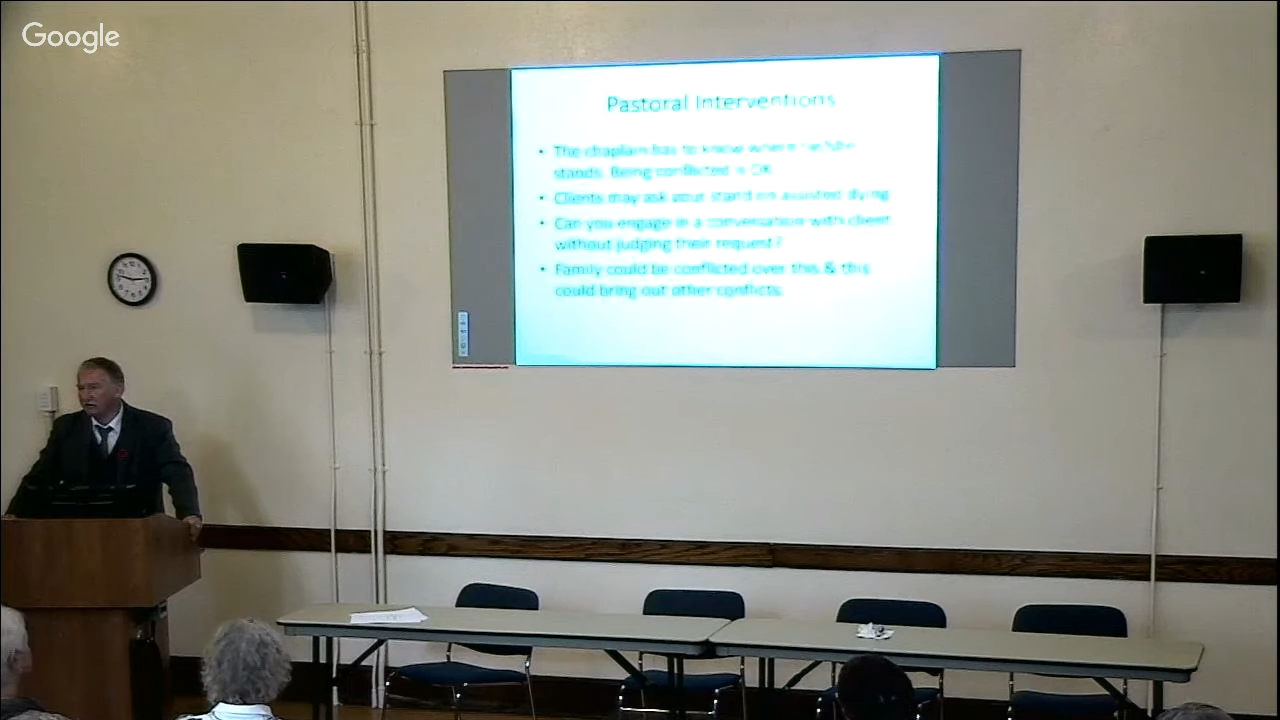 Google
Pastoral Interventions
• The chaplain has to know where he/she
stands. Being conflicted is OK
• Clients may ask your stand on assisted dying
• Can you engage in a conversation with client
without judging their request?
• Family could be conflicted over this & this
could bring out other conflicts.